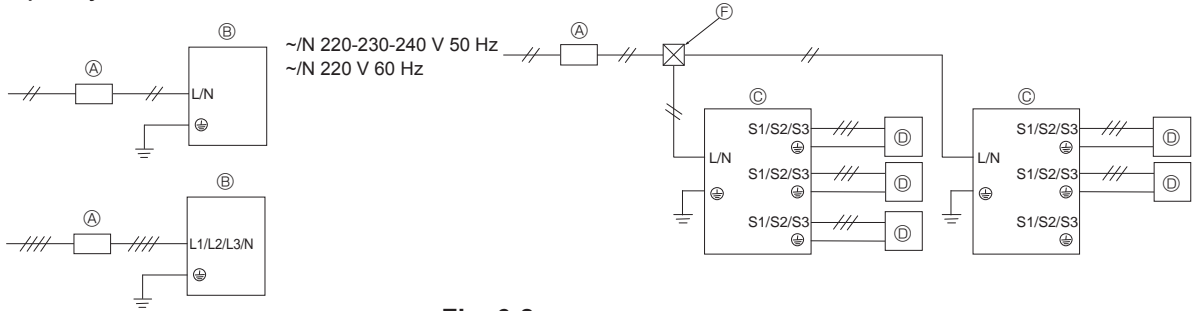 Ⓑ
Ⓐ
L/N
~/N 220-230-240 V 50 Hz
~/N 220 V 60 Hz
Ⓑ
Ⓐ
L1/L2/L3/N
Ⓐ
Ⓕ
Ⓒ
L/N
S1/S2/S3
Ⓓ
S1/S2/S3
Ⓓ
S1/S2/S3
Ⓓ
Ⓒ
L/N
S1/S2/S3
Ⓓ
S1/S2/S3
Ⓓ
S1/S2/S3